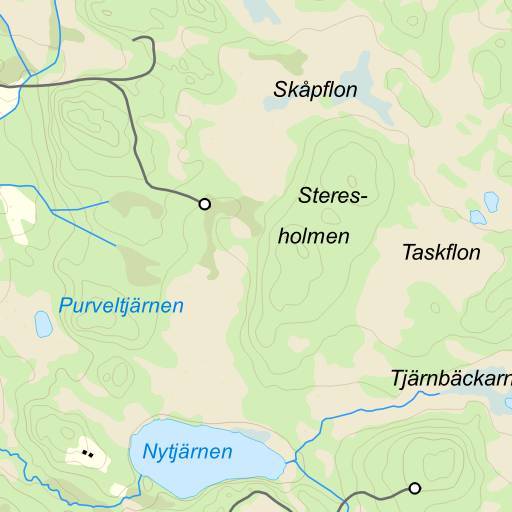 Skåpflon
Steres-
holmen
Taskflon
Purveltjärnen
Tjärnbäckarn
Nytjärnen